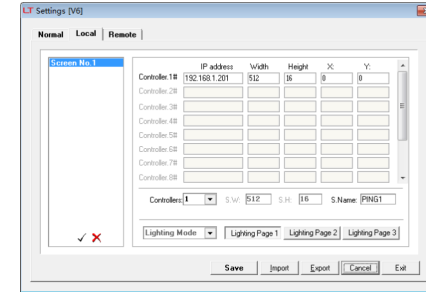 LT Settings [V6]
Normal Local Remote
Screen No.1
IP address Width Height X: Y:
Controller.1# 192.168.1.201 512 16 0 0
Controller.2#
Controller.3#
Controller.4#
Controller.5#
Controller.6#
Controller.7#
Controller.8#
Controllers: 1 S.W: 512 S.H: 16 S.Name: PING1
Lighting Mode Lighting Page 1 Lighting Page 2 Lighting Page 3
Save Import Export Cancel Exit